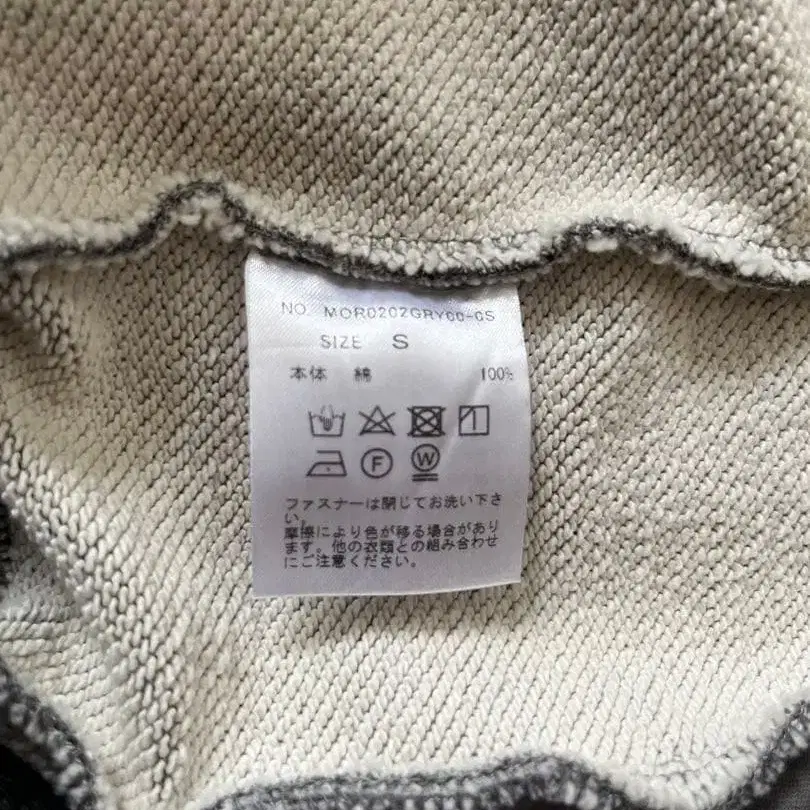 NO. MOR0202GRY00-0S
SIZE S
本体 綿 100%
F W
ファスナーは閉じてお洗い下さ
い。
摩擦により色が移る場合があり
ます。他の衣類との組み合わせ
にご注意ください。